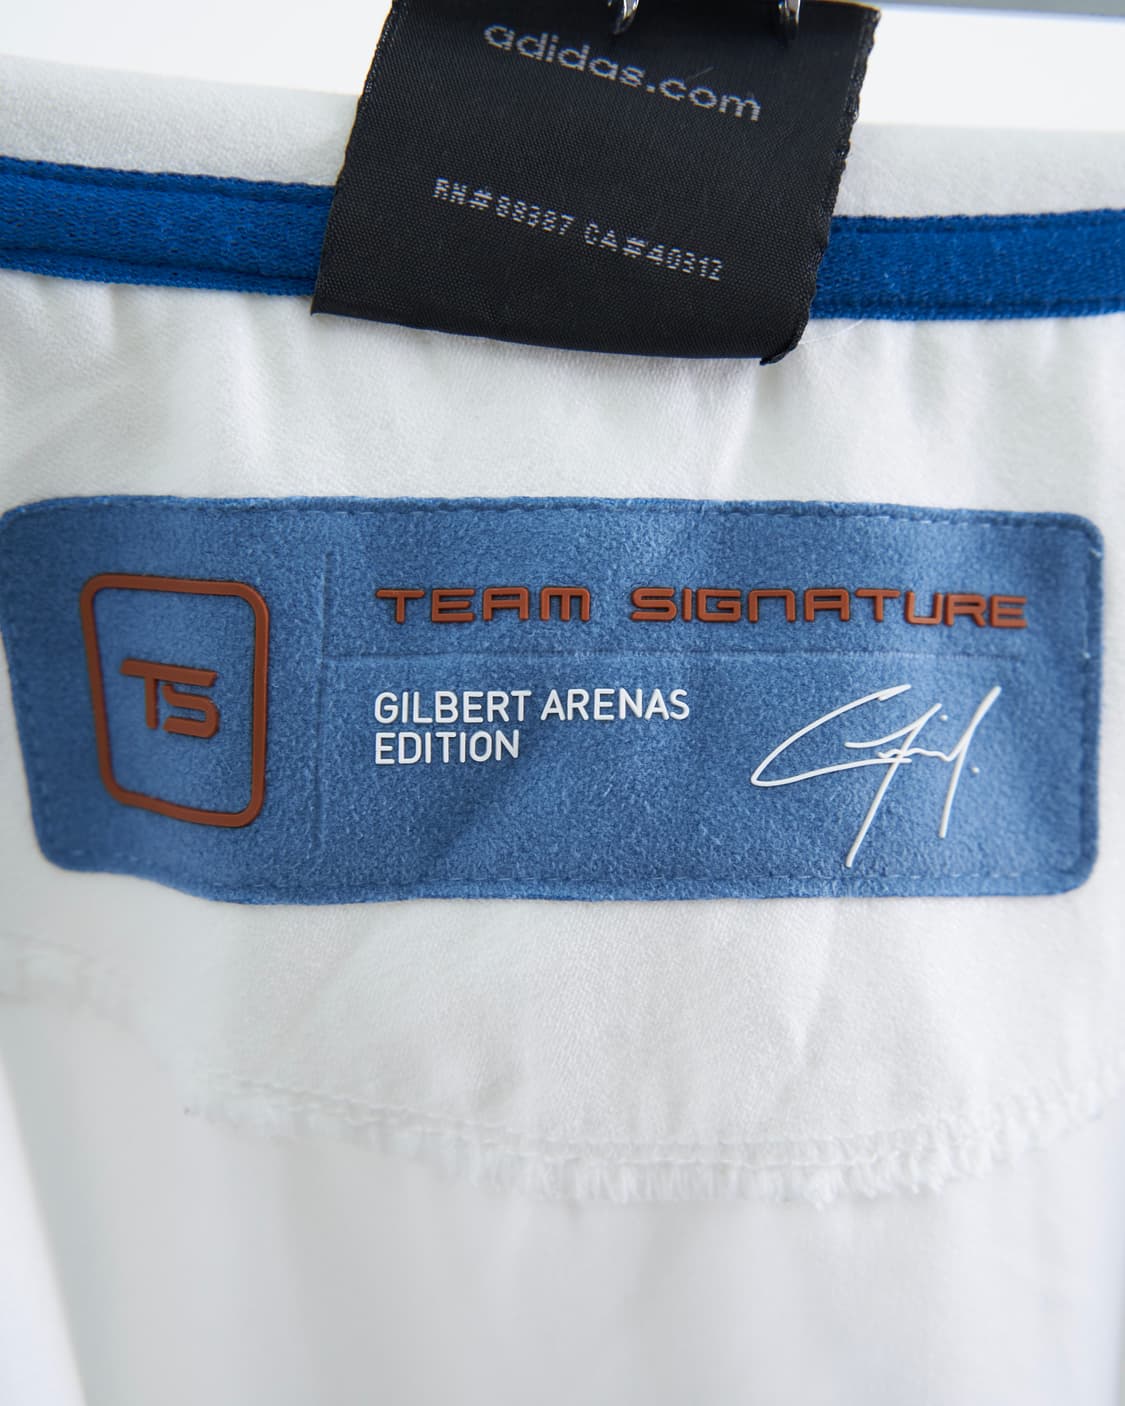 adidas.com
RN#88387 CA#40312
TEAM SIGNATURE
TS
GILBERT ARENAS
EDITION